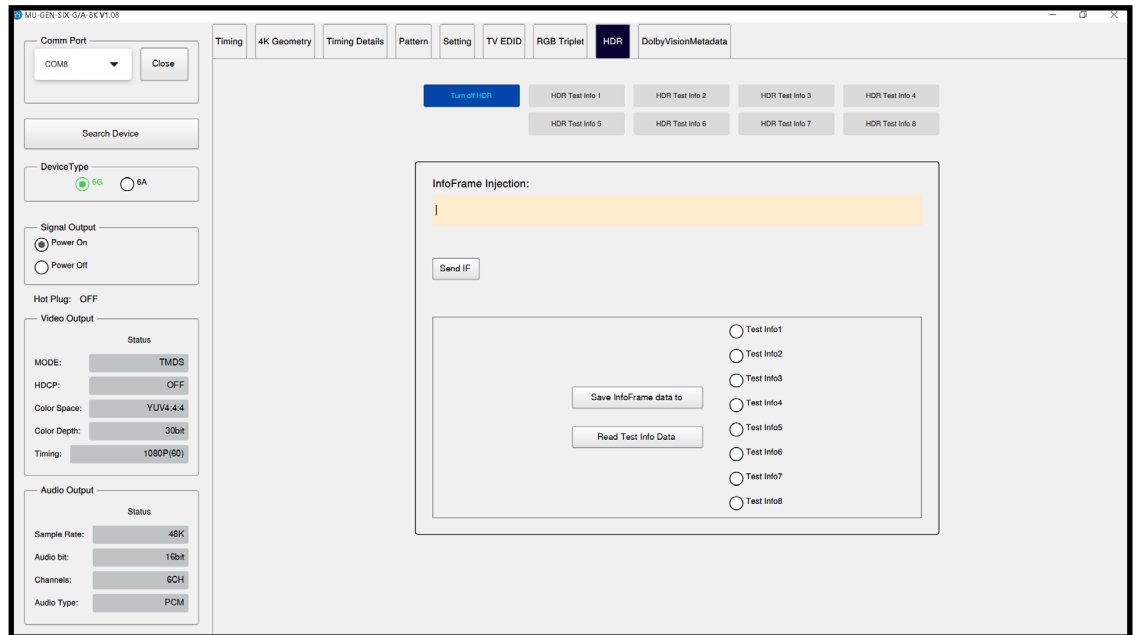 MU-GEN-SIX-G/A-8K V1.08
Comm Port
COM8
Close
Search Device
DeviceType
6G
6A
Signal Output
Power On
Power Off
Hot Plug: OFF
Video Output
Status
MODE: TMDS
HDCP: OFF
Color Space: YUV4:4:4
Color Depth: 30bit
Timing: 1080P(60)
Audio Output
Status
Sample Rate: 48K
Audio bit: 16bit
Channels: 6CH
Audio Type: PCM
Timing 4K Geometry Timing Details Pattern Setting TV EDID RGB Triplet HDR DolbyVisionMetadata
Turn off HDR HDR Test Info 1 HDR Test Info 2 HDR Test Info 3 HDR Test Info 4
HDR Test Info 5 HDR Test Info 6 HDR Test Info 7 HDR Test Info 8
InfoFrame Injection:
Send IF
Save InfoFrame data to
Read Test Info Data
Test Info1
Test Info2
Test Info3
Test Info4
Test Info5
Test Info6
Test Info7
Test Info8